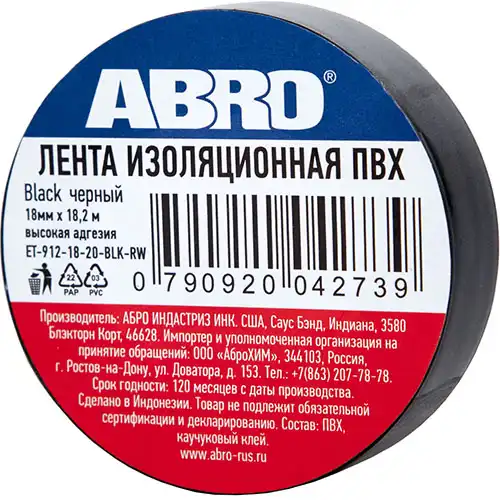 ABRO®
ЛЕНТА ИЗОЛЯЦИОННАЯ ПВХ
Black черный
18мм x 18,2 м
высокая адгезия
ET-912-18-20-BLK-RW
0 790920 042739
22
PAP
03
PVC
Производитель: АБРО ИНДАСТРИЗ ИНК. США, Саус Бэнд, Индиана, 3580
Блэкторн Корт, 46628. Импортер и уполномоченная организация на
принятие обращений: ООО «АброХИМ», 344103, Россия,
г. Ростов-на-Дону, ул. Доватора, д. 153. Тел.: +7(863) 207-78-78.
Срок годности: 120 месяцев с даты производства.
Сделано в Индонезии. Товар не подлежит обязательной
сертификации и декларированию. Состав: ПВХ,
каучуковый клей.
www.abro-rus.ru